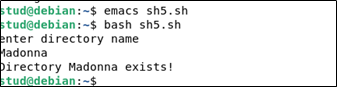 stud@debian:~$ emacs sh5.sh
stud@debian:~$ bash sh5.sh
enter directory name
Madonna
Directory Madonna exists!
stud@debian:~$